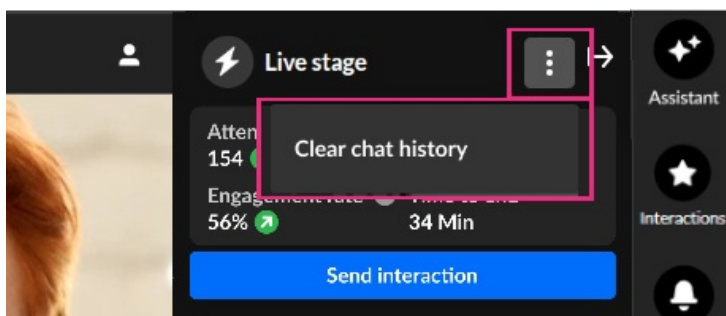 Live stage
Assistant
Atten
154
Clear chat history
Engagement rate
56%
34 Min
Interactions
Send interaction